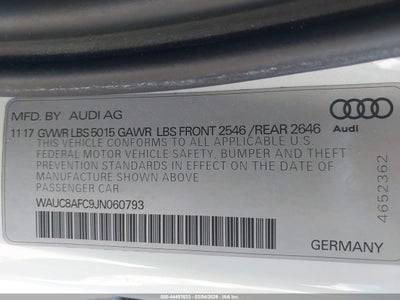 MFD. BY AUDI AG
11 17 GVWR LBS 5015 GAWR LBS FRONT 2546 /REAR 2646
THIS VEHICLE CONFORMS TO ALL APPLICABLE U.S.
FEDERAL MOTOR VEHICLE SAFETY, BUMPER AND THEFT
PREVENTION STANDARDS IN EFFECT ON THE DATE OF
MANUFACTURE SHOWN ABOVE.
PASSENGER CAR
WAUC8AFC9JN060793
Audi
4652362
GERMANY